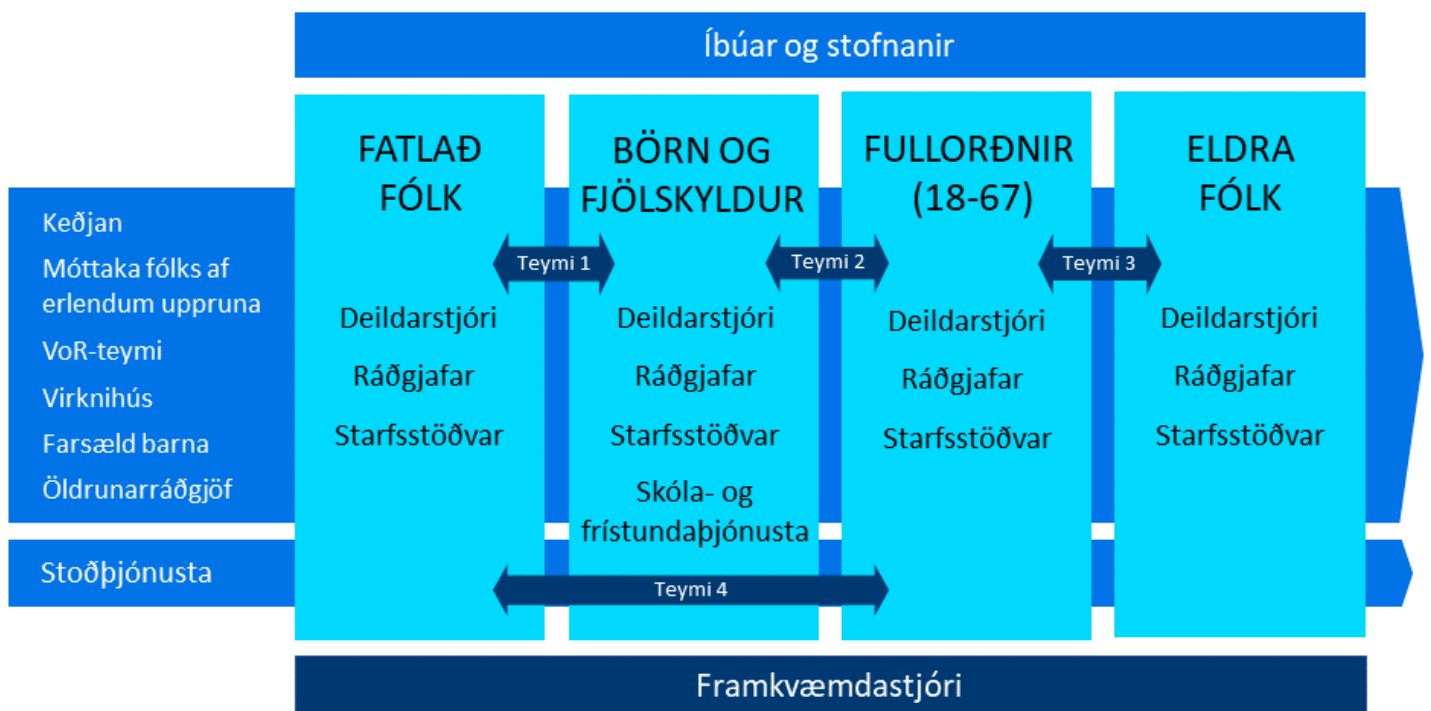 Íbúar og stofnanir
Keðjan
Móttaka fólks af
erlendum uppruna
VoR-teymi
Virknihús
Farsæld barna
Öldrunarráðgjöf
Stoðþjónusta
FATLAÐ
FÓLK
Deildarstjóri
Ráðgjafar
Starfsstöðvar
Teymi 1
BÖRN OG
FJÖLSKYLDUR
Deildarstjóri
Ráðgjafar
Starfsstöðvar
Skóla- og
frístundaþjónusta
Teymi 2
FULLORÐNIR
(18-67)
Deildarstjóri
Ráðgjafar
Starfsstöðvar
Teymi 3
ELDRA
FÓLK
Deildarstjóri
Ráðgjafar
Starfsstöðvar
Teymi 4
Framkvæmdastjóri